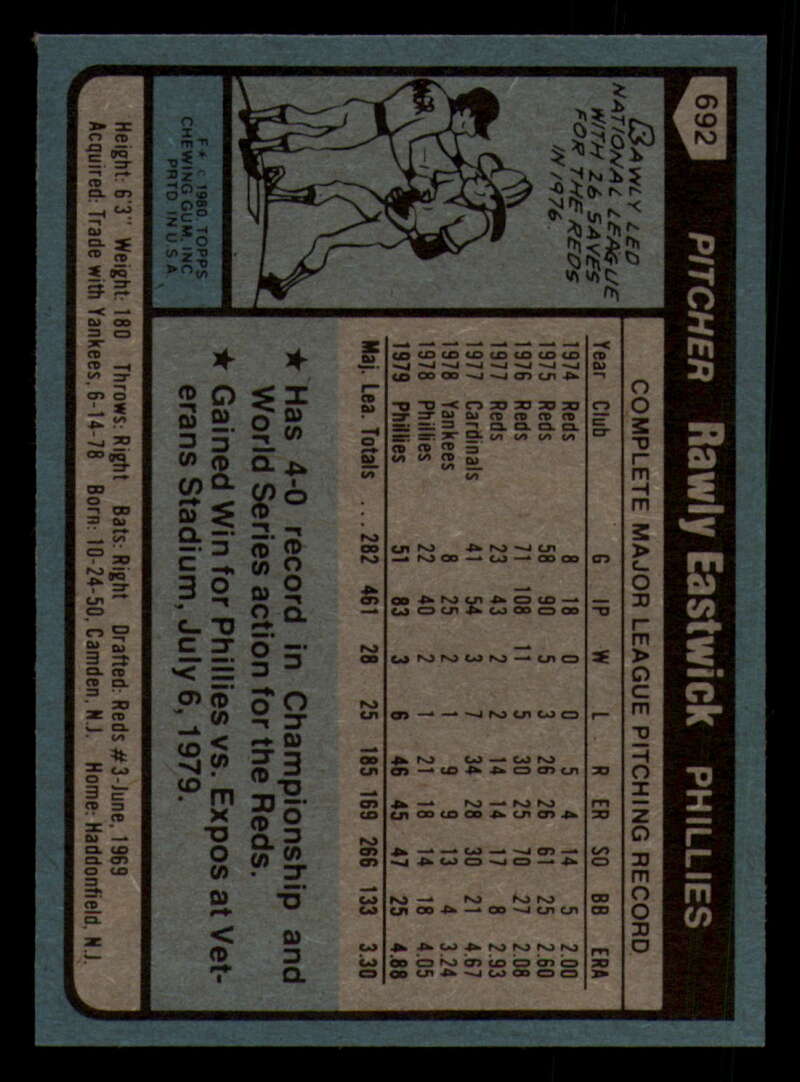 692
PITCHER Rawly Eastwick PHILLIES
RAWLY LED
NATIONAL LEAGUE
WITH 26 SAVES
FOR THE REDS
IN 1976.
MGR
F★ © 1980 TOPPS
CHEWING GUM, INC.
PRTD. IN U.S.A.
COMPLETE MAJOR LEAGUE PITCHING RECORD
Year Club G IP W L R ER SO BB ERA
1974 Reds 8 18 0 0 5 4 14 5 2.00
1975 Reds 58 90 5 3 26 26 61 25 2.60
1976 Reds 71 108 11 5 30 25 70 27 2.08
1977 Reds 23 43 2 2 14 14 17 8 2.93
1977 Cardinals 41 54 3 7 34 28 30 21 4.67
1978 Yankees 8 25 2 1 9 9 13 4 3.24
1978 Phillies 22 40 2 1 21 18 14 18 4.05
1979 Phillies 51 83 3 6 46 45 47 25 4.88
Maj. Lea. Totals ... 282 461 28 25 185 169 266 133 3.30
★ Has 4-0 record in Championship and
World Series action for the Reds.
★ Gained Win for Phillies vs. Expos at Vet-
erans Stadium, July 6, 1979.
Height: 6'3" Weight: 180 Throws: Right Bats: Right Drafted: Reds #3-June, 1969
Acquired: Trade with Yankees, 6-14-78 Born: 10-24-50, Camden, N.J. Home: Haddonfield, N.J.